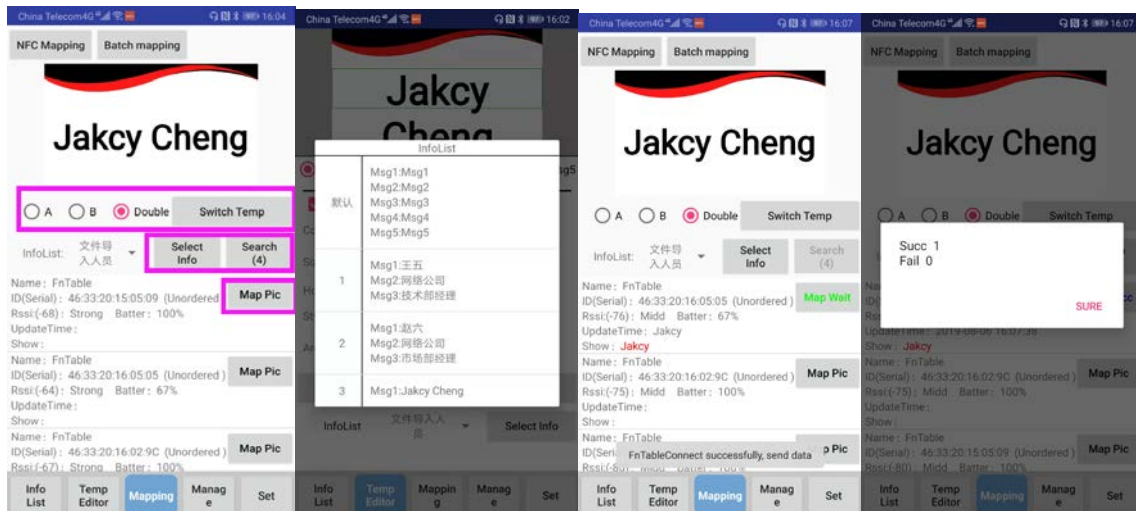 China Telecom4G 16:04
NFC Mapping Batch mapping
Jakcy Cheng
A B Double Switch Temp
InfoList: 文件导
入人员
Select
Info
Search
(4)
Name: FnTable
ID(Serial): 46:33:20:15:05:09 (Unordered
Rssi:(-68): Strong Batter: 100%
UpdateTime:
Show:
Map Pic
Name: FnTable
ID(Serial): 46:33:20:16:05:05 (Unordered )
Rssi:(-64): Strong Batter: 67%
UpdateTime:
Show:
Map Pic
Name: FnTable
ID(Serial): 46:33:20:16:02:9C (Unordered )
Rssi:(-67): Strong Batter: 100%
Map Pic
Info
List
Temp
Editor
Mapping
Manag
e
Set
China Telecom4G 16:02
Jakcy
Cheng
InfoList
默认
Msg1:Msg1
Msg2:Msg2
Msg3:Msg3
Msg4:Msg4
Msg5:Msg5
1
Msg1:王五
Msg2:网络公司
Msg3:技术部经理
2
Msg1:赵六
Msg2:网络公司
Msg3:市场部经理
3
Msg1:Jakcy Cheng
InfoList
文件导入人
员
Select Info
Info
List
Temp
Editor
Mappin
g
Manag
e
Set
China Telecom4G 16:07
NFC Mapping Batch mapping
Jakcy Cheng
A B Double Switch Temp
InfoList: 文件导
入人员
Select
Info
Search
(4)
Name: FnTable
ID(Serial): 46:33:20:16:05:05 (Unordered )
Rssi:(-76): Midd Batter: 67%
UpdateTime: Jakcy
Show: Jakcy
Map Wait
Name: FnTable
ID(Serial): 46:33:20:16:02:9C (Unordered )
Rssi:(-75): Midd Batter: 100%
UpdateTime:
Show:
Map Pic
Name: FnTable
FnTableConnect successfully, send data
Info
List
Temp
Editor
Mapping
Manag
e
Set
China Telecom4G 16:07
NFC Mapping Batch mapping
Jakcy Cheng
A B Double Switch Temp
Succ 1
Fail 0
SURE
UpdateTime: 2019-08-06 16:07:38
Show: Jakcy
Name: FnTable
ID(Serial): 46:33:20:16:02:9C (Unordered )
Rssi:(-75): Midd Batter: 100%
UpdateTime:
Show:
Map Pic
Name: FnTable
ID(Serial): 46:33:20:15:05:09 (Unordered )
Rssi:(-80): Midd Batter: 100%
Map Pic
Info
List
Temp
Editor
Mapping
Manag
e
Set